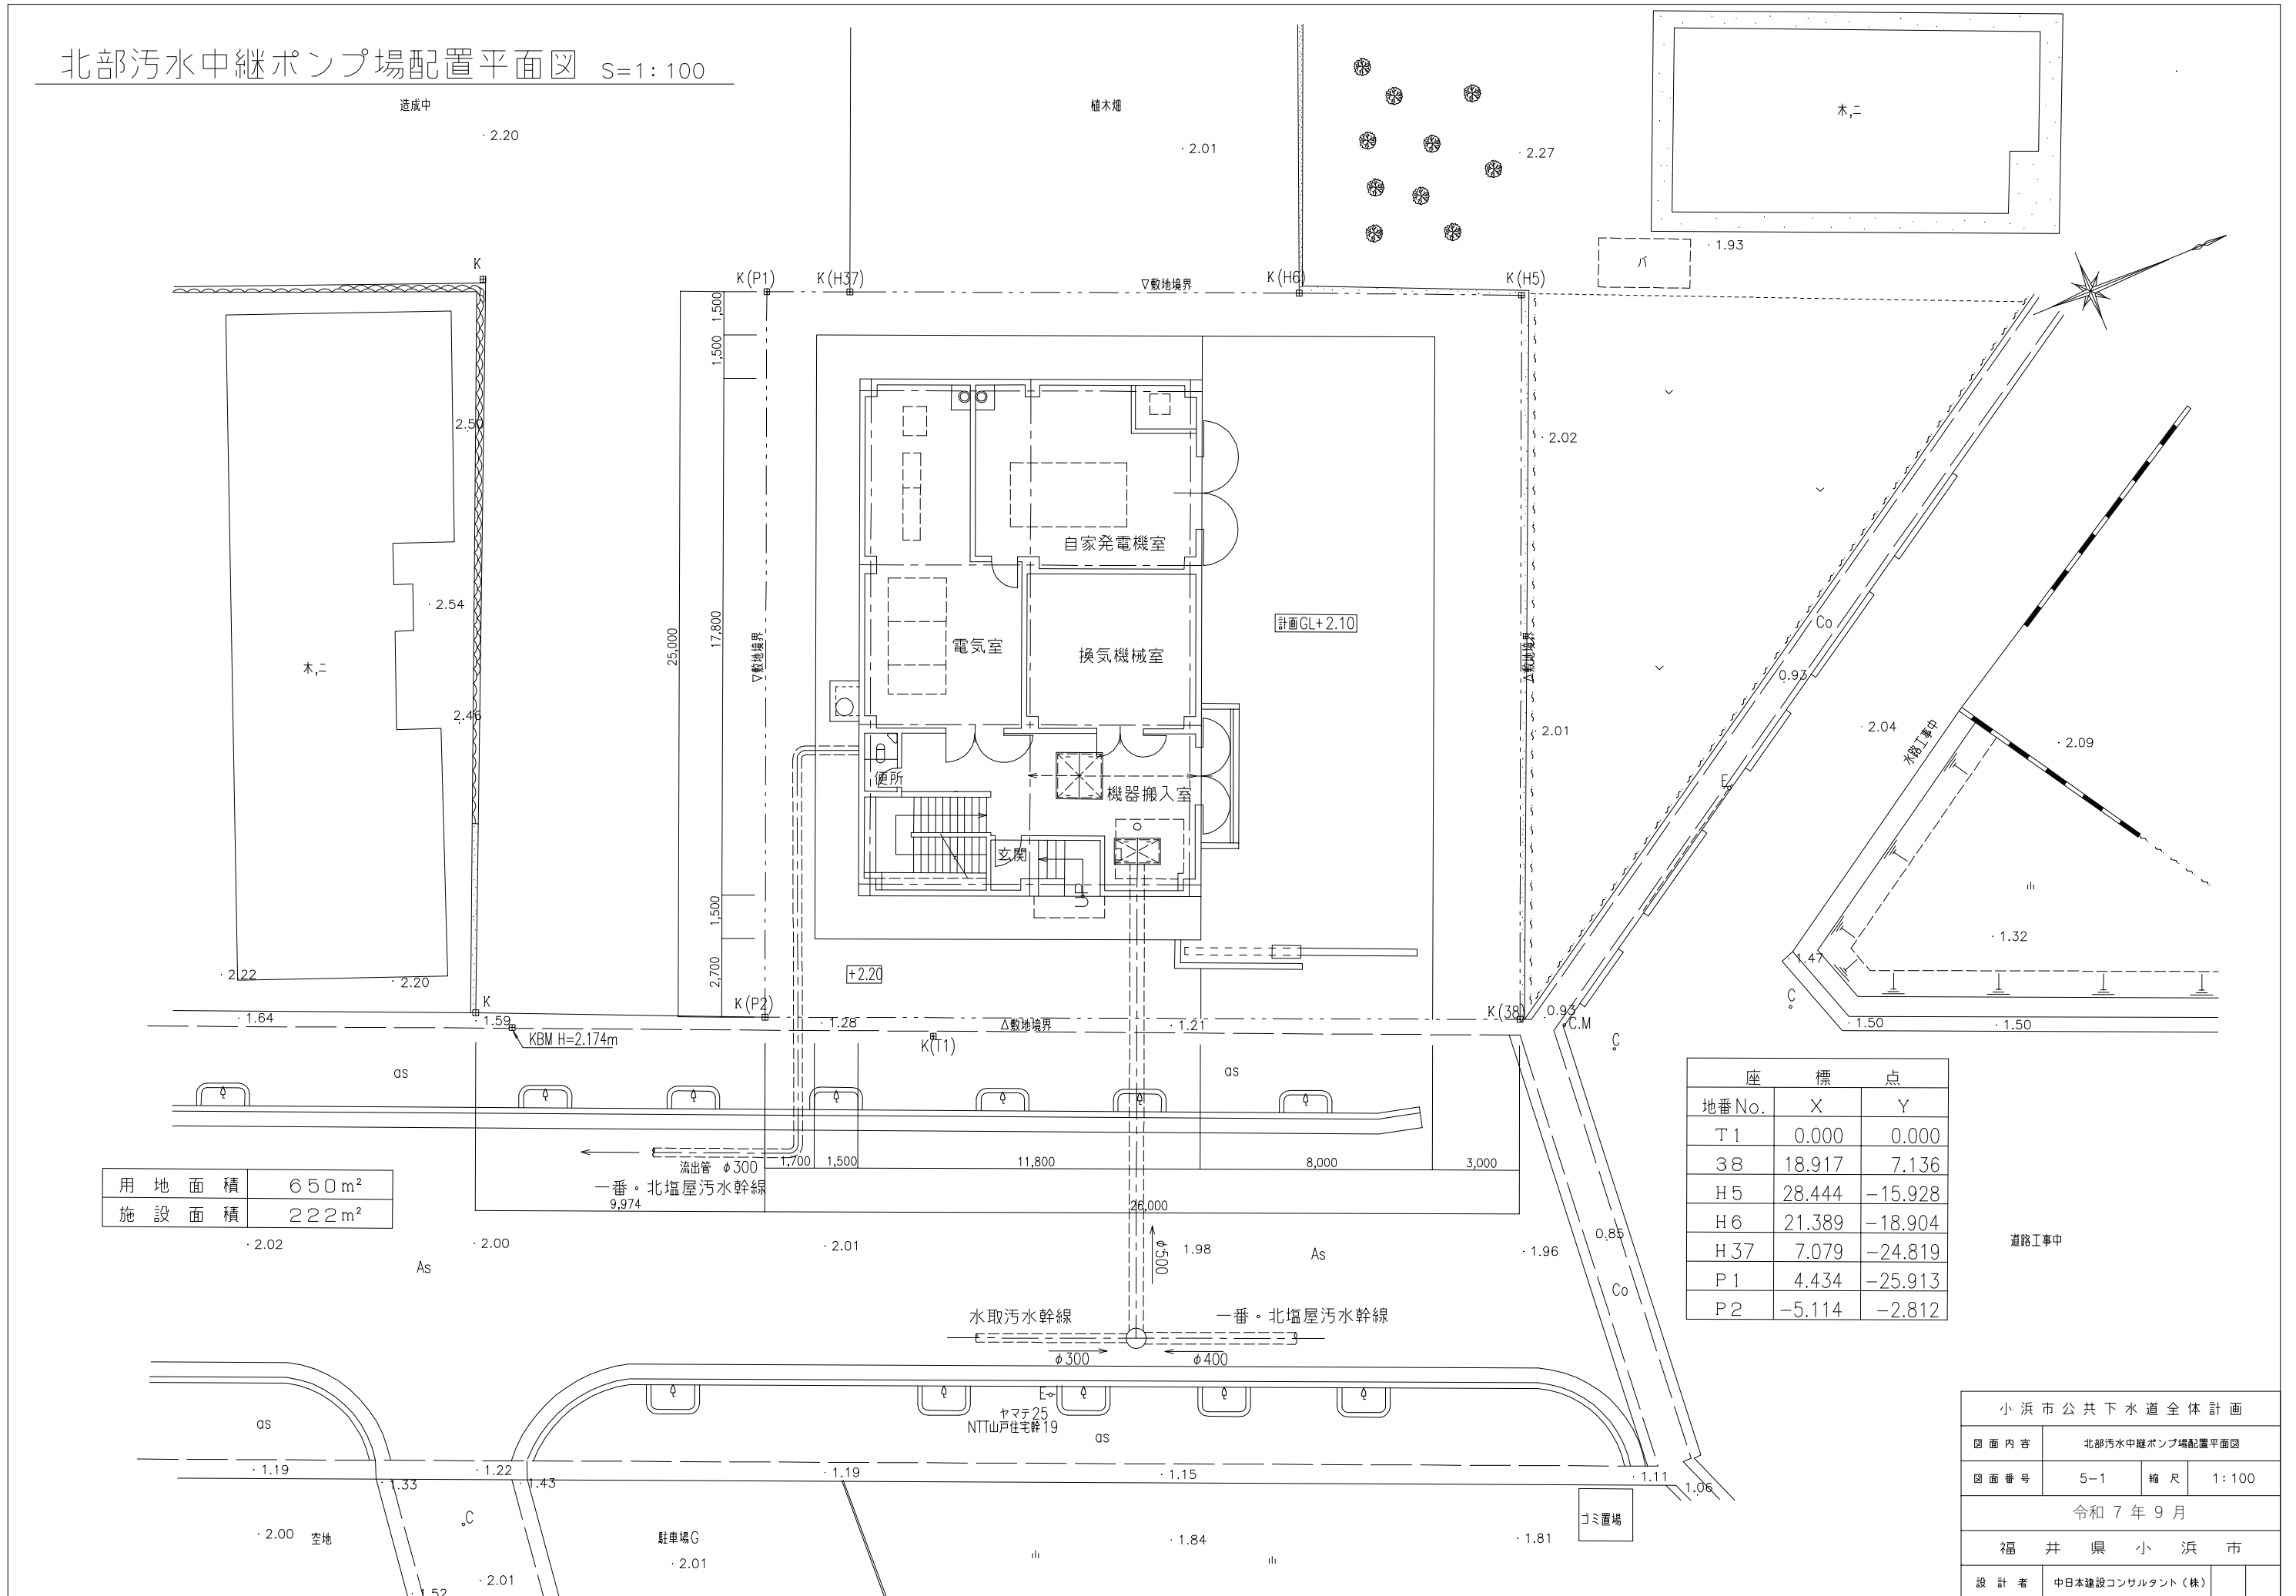 北部汚水中継ポンプ場配置平面図 S=1:100
造成中
・2.20
植木畑
・2.01
・2.27
木,ニ
・1.93
バ
K
K(P1)
K(H37)
▽敷地境界
K(H6)
K(H5)
1,500
1,500
2.50
・2.02
自家発電機室
・2.54
計画GL+2.10
Co
25,000
17,800
▽敷地境界
電気室
換気機械室
△敷地境界
木,ニ
0.93
2.46
・2.01
・2.04
水路工事中
・2.09
便所
機器搬入室
E
玄関
1,500
・1.32
2,700
+2.20
・2.22
・2.20
・1.47
K
K(P2)
K(38)
0.93
C
・1.64
・1.59
・1.28
△敷地境界
・1.21
C.M
・1.50
・1.50
KBM H=2.174m
K(T1)
C
as
as
座標点
地番No. X Y
T1 0.000 0.000
38 18.917 7.136
H5 28.444 -15.928
H6 21.389 -18.904
H37 7.079 -24.819
P1 4.434 -25.913
P2 -5.114 -2.812
流出管 φ300
一番。北塩屋汚水幹線
1,700
1,500
11,800
8,000
3,000
9,974
26,000
用地面積 650m²
施設面積 222m²
・2.02
・2.00
・2.01
φ500
1.98
As
・1.96
0.85
道路工事中
As
Co
水取汚水幹線
一番。北塩屋汚水幹線
φ300
φ400
E
ヤマテ25
NTT山戸住宅幹19
as
as
・1.19
・1.22
・1.33
・1.43
・1.19
・1.15
・1.11
1.06
ゴミ置場
・2.00
空地
C
駐車場G
・2.01
・1.84
・1.81
・2.01
・1.52
小浜市公共下水道全体計画
図面内容 北部汚水中継ポンプ場配置平面図
図面番号 5-1 縮尺 1:100
令和 7 年 9 月
福井県小浜市
設計者 中日本建設コンサルタント(株)